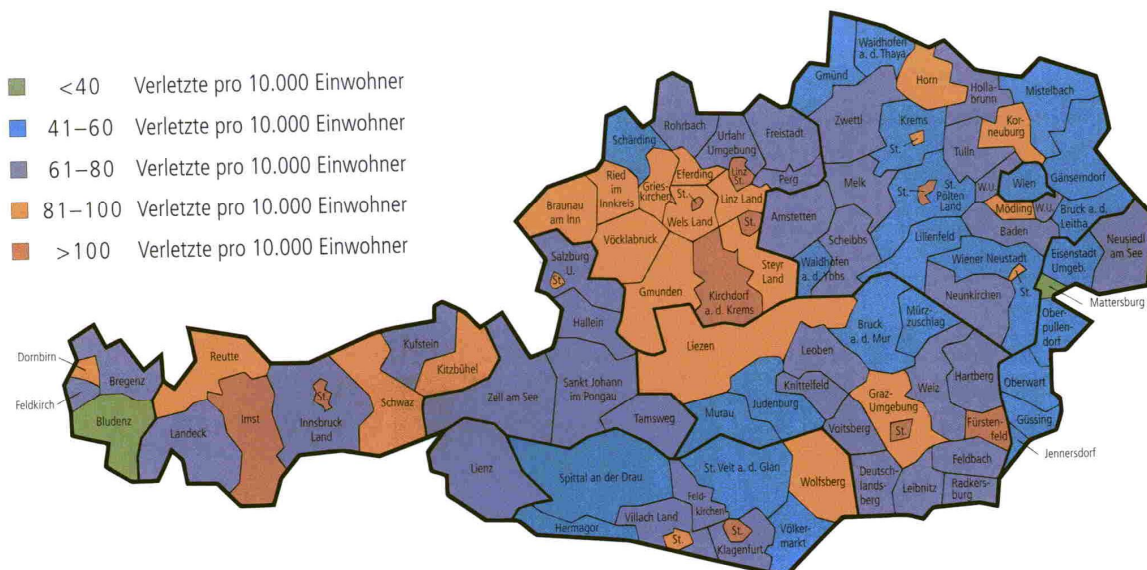 <40 Verletzte pro 10.000 Einwohner
41–60 Verletzte pro 10.000 Einwohner
61–80 Verletzte pro 10.000 Einwohner
81–100 Verletzte pro 10.000 Einwohner
>100 Verletzte pro 10.000 Einwohner
Waidhofen
a. d. Thaya
Gmünd
Horn
Holla-
brunn
Mistelbach
Zwettl
Krems
St.
Kor-
neuburg
Tulln
Gänserndorf
Rohrbach
Urfahr
Umgebung
Freistadt
Schärding
Perg
Linz
St.
Eferding
Gries-
kirchen
Ried
im
Innkreis
Braunau
am Inn
St.
Wels Land
Linz Land
St.
Melk
St.
St.
Pölten
Land
W.U.
Wien
W.U.
Mödling
Bruck a. d.
Leitha
Baden
Amstetten
Scheibbs
Lilienfeld
Waidhofen
a. d. Ybbs
Wiener Neustadt
St.
Eisenstadt
Umgeb.
Neusiedl
am See
Mattersburg
Neunkirchen
Ober-
pullen-
dorf
Vöcklabruck
Salzburg
U.
St.
Gmunden
Kirchdorf
a. d. Krems
Steyr
Land
Hallein
Liezen
Bruck
a. d. Mur
Mürz-
zuschlag
Leoben
Knittelfeld
Judenburg
Murau
Hartberg
Weiz
Graz-
Umgebung
St.
Voitsberg
Fürsten-
feld
Oberwart
Güssing
Jennersdorf
Feldbach
Deutsch-
lands-
berg
Leibnitz
Radkers-
burg
Dornbirn
Bregenz
Feldkirch
Bludenz
Reutte
Landeck
Imst
St.
Innsbruck
Land
Schwaz
Kufstein
Kitzbühel
Zell am See
Sankt Johann
im Pongau
Tamsweg
Lienz
Spittal an der Drau
Hermagor
St. Veit a. d. Glan
Feld-
kirchen
Villach Land
St.
St.
Klagenfurt
Völker-
markt
Wolfsberg